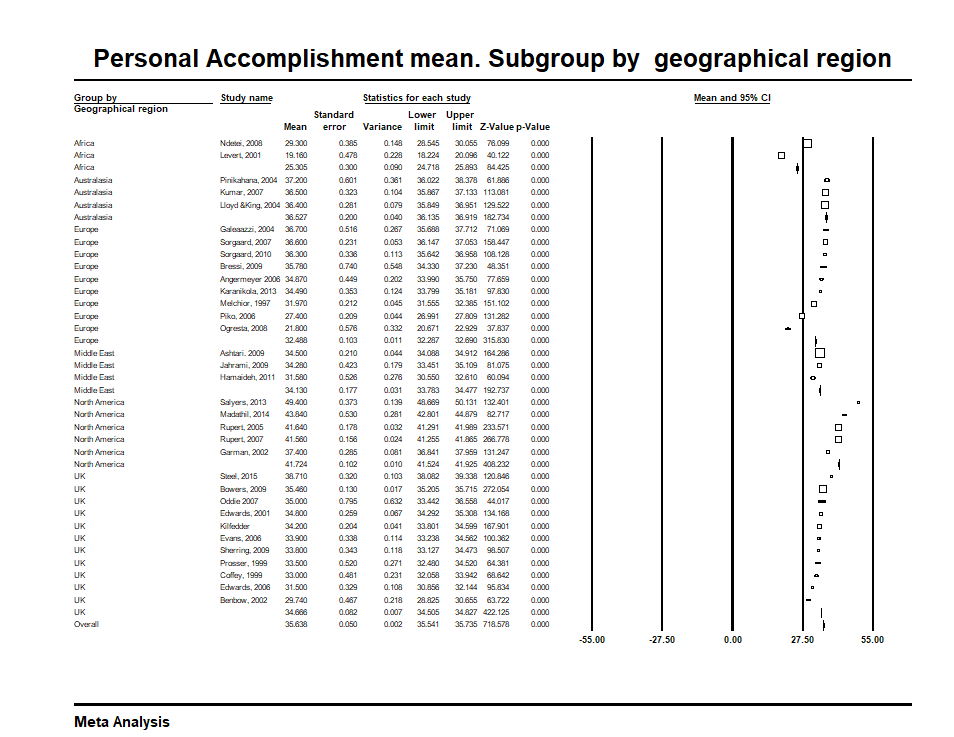 Personal Accomplishment mean. Subgroup by  geographical region
Group by Study name Statistics for each study Mean and 95% CI
Geographical region
Standard Lower Upper
Mean error Variance limit limit Z-Value p-Value
Africa Ndetei, 2008 29.300 0.385 0.148 28.545 30.055 76.099 0.000
Africa Levert, 2001 19.160 0.478 0.228 18.224 20.096 40.122 0.000
Africa 25.305 0.300 0.090 24.718 25.893 84.425 0.000
Australasia Pinikahana, 2004 37.200 0.601 0.361 36.022 38.378 61.886 0.000
Australasia Kumar, 2007 36.500 0.323 0.104 35.867 37.133 113.081 0.000
Australasia Lloyd &King, 2004 36.400 0.281 0.079 35.849 36.951 129.522 0.000
Australasia 36.527 0.200 0.040 36.135 36.919 182.734 0.000
Europe Galeaazzi, 2004 36.700 0.516 0.267 35.688 37.712 71.069 0.000
Europe Sorgaard, 2007 36.600 0.231 0.053 36.147 37.053 158.447 0.000
Europe Sorgaard, 2010 36.300 0.336 0.113 35.642 36.958 108.128 0.000
Europe Bressi, 2009 35.780 0.740 0.548 34.330 37.230 48.351 0.000
Europe Angermeyer 2006 34.870 0.449 0.202 33.990 35.750 77.659 0.000
Europe Karanikola, 2013 34.490 0.353 0.124 33.799 35.181 97.830 0.000
Europe Melchior, 1997 31.970 0.212 0.045 31.555 32.385 151.102 0.000
Europe Piko, 2006 27.400 0.209 0.044 26.991 27.809 131.282 0.000
Europe Ogresta, 2008 21.800 0.576 0.332 20.671 22.929 37.837 0.000
Europe 32.488 0.103 0.011 32.287 32.690 315.830 0.000
Middle East Ashtari. 2009 34.500 0.210 0.044 34.088 34.912 164.286 0.000
Middle East Jahrami, 2009 34.280 0.423 0.179 33.451 35.109 81.075 0.000
Middle East Hamaideh, 2011 31.580 0.526 0.276 30.550 32.610 60.094 0.000
Middle East 34.130 0.177 0.031 33.783 34.477 192.737 0.000
North America Salyers, 2013 49.400 0.373 0.139 48.669 50.131 132.401 0.000
North America Madathil, 2014 43.840 0.530 0.281 42.801 44.879 82.717 0.000
North America Rupert, 2005 41.640 0.178 0.032 41.291 41.989 233.571 0.000
North America Rupert, 2007 41.560 0.156 0.024 41.255 41.865 266.778 0.000
North America Garman, 2002 37.400 0.285 0.081 36.841 37.959 131.247 0.000
North America 41.724 0.102 0.010 41.524 41.925 408.232 0.000
UK Steel, 2015 38.710 0.320 0.103 38.082 39.338 120.846 0.000
UK Bowers, 2009 35.460 0.130 0.017 35.205 35.715 272.054 0.000
UK Oddie 2007 35.000 0.795 0.632 33.442 36.558 44.017 0.000
UK Edwards, 2001 34.800 0.259 0.067 34.292 35.308 134.168 0.000
UK Kilfedder 34.200 0.204 0.041 33.801 34.599 167.901 0.000
UK Evans, 2006 33.900 0.338 0.114 33.238 34.562 100.362 0.000
UK Sherring, 2009 33.800 0.343 0.118 33.127 34.473 98.507 0.000
UK Prosser, 1999 33.500 0.520 0.271 32.480 34.520 64.381 0.000
UK Coffey, 1999 33.000 0.481 0.231 32.058 33.942 68.642 0.000
UK Edwards, 2006 31.500 0.329 0.108 30.856 32.144 95.834 0.000
UK Benbow, 2002 29.740 0.467 0.218 28.825 30.655 63.722 0.000
UK 34.666 0.082 0.007 34.505 34.827 422.125 0.000
Overall 35.638 0.050 0.002 35.541 35.735 718.578 0.000
-55.00 -27.50 0.00 27.50 55.00
Meta Analysis